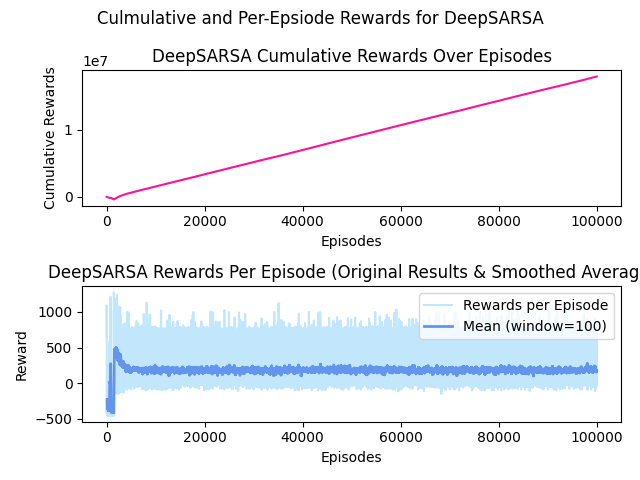 Culmulative and Per-Epsiode Rewards for DeepSARSA
DeepSARSA Cumulative Rewards Over Episodes
1e7
Cumulative Rewards
1
0
0 20000 40000 60000 80000 100000
Episodes
DeepSARSA Rewards Per Episode (Original Results & Smoothed Averag
Reward
1000
500
0
−500
Rewards per Episode
Mean (window=100)
0 20000 40000 60000 80000 100000
Episodes